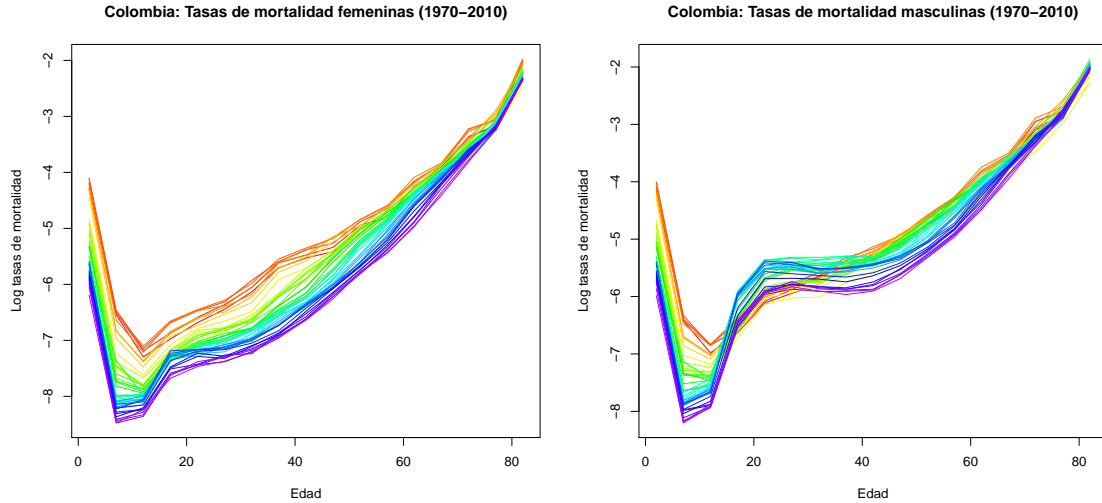 Colombia: Tasas de mortalidad femeninas (1970−2010)
Log tasas de mortalidad
-2
-3
-4
-5
-6
-7
-8
0 20 40 60 80
Edad
Colombia: Tasas de mortalidad masculinas (1970−2010)
Log tasas de mortalidad
-2
-3
-4
-5
-6
-7
-8
0 20 40 60 80
Edad